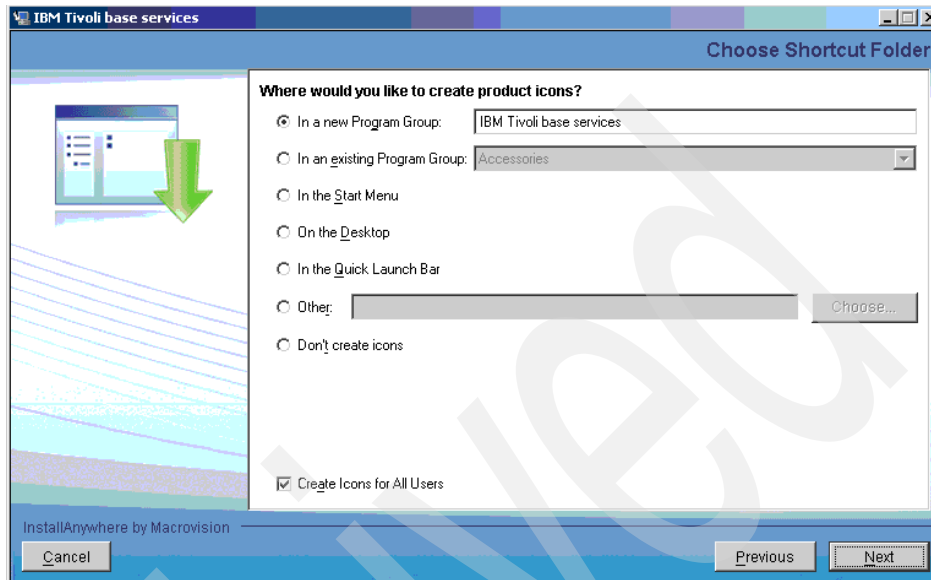 IBM Tivoli base services
Choose Shortcut Folder
Where would you like to create product icons?
In a new Program Group: IBM Tivoli base services
In an existing Program Group: Accessories
In the Start Menu
On the Desktop
In the Quick Launch Bar
Other: Choose...
Don't create icons
Create Icons for All Users
InstallAnywhere by Macrovision
Cancel Previous Next